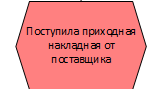 Поступила приходная
накладная от
поставщика